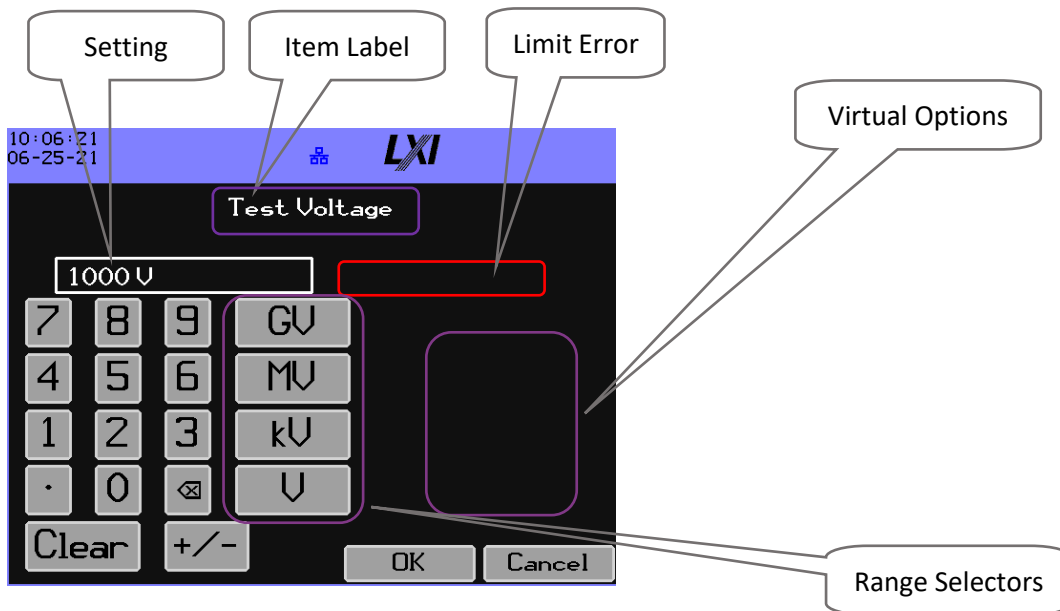 Setting
Item Label
Limit Error
Virtual Options
10:06:21
06-25-21
LXI
Test Voltage
1000 V
7 8 9 GV
4 5 6 MV
1 2 3 kV
. 0 ⌫ V
Clear +/-
OK Cancel
Range Selectors